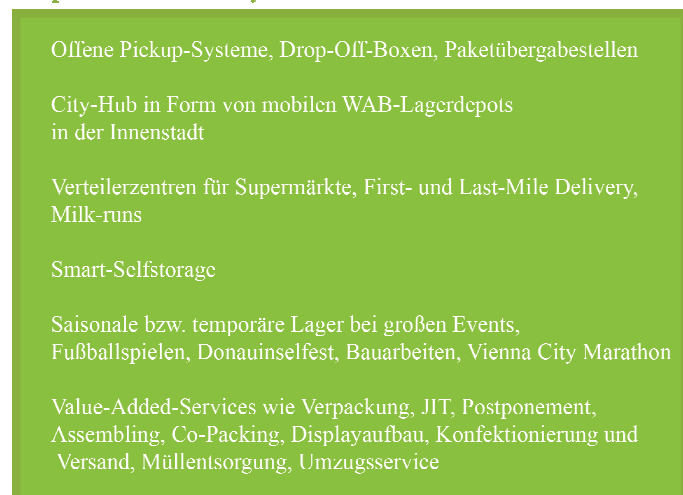 Offene Pickup-Systeme, Drop-Off-Boxen, Paketübergabestellen
City-Hub in Form von mobilen WAB-Lagerdepots
in der Innenstadt
Verteilerzentren für Supermärkte, First- und Last-Mile Delivery,
Milk-runs
Smart-Selfstorage
Saisonale bzw. temporäre Lager bei großen Events,
Fußballspielen, Donauinselfest, Bauarbeiten, Vienna City Marathon
Value-Added-Services wie Verpackung, JIT, Postponement,
Assembling, Co-Packing, Displayaufbau, Konfektionierung und
Versand, Müllentsorgung, Umzugsservice